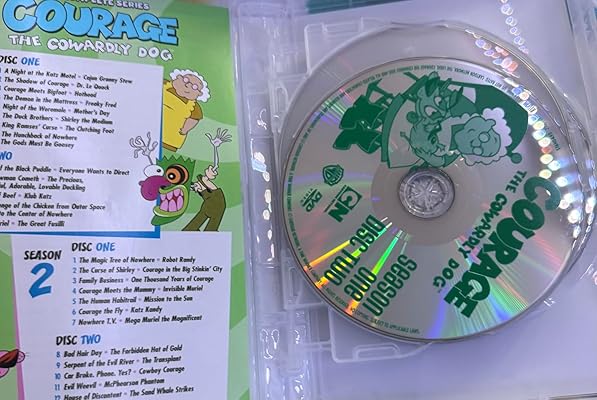 COMPLETE SERIES
COURAGE
THE COWARDLY DOG
DISC ONE
1 A Night at the Katz Motel • Cajun Granny Stew
The Shadow of Courage • Dr. Le Quack
Courage Meets Bigfoot • Hothead
The Demon in the Mattress • Freaky Fred
Night of the Weremole • Mother's Day
The Duck Brothers • Shirley the Medium
King Ramses' Curse • The Clutching Foot
The Hunchback of Nowhere
The Gods Must Be Goosey
TWO
of the Black Puddle • Everyone Wants to Direct
Cometh • The Precious,
Adorable, Lovable Duckling
Beef • Klub Katz
of the Chicken from Outer Space
to the Center of Nowhere
• The Great Fusilli
SEASON
2
DISC ONE
1 The Magic Tree of Nowhere • Robot Randy
2 The Curse of Shirley • Courage in the Big Stinkin' City
3 Family Business • One Thousand Years of Courage
4 Courage Meets the Mummy • Invisible Muriel
5 The Human Habitrail • Mission to the Sun
6 Courage the Fly • Katz Kandy
7 Nowhere T.V. • Mega Muriel the Magnificent
DISC TWO
8 Bad Hair Day • The Forbidden Hat of Gold
9 Serpent of the Evil River • The Transplant
10 Car Broke, Phone, Yes? • Cowboy Courage
11 Evil Weevil • McPhearson Phantom
12 House of Discontent • The Sand Whale Strikes
COURAGE
THE COWARDLY DOG
SEASON ONE
DISC TWO
CN
DVD
WB